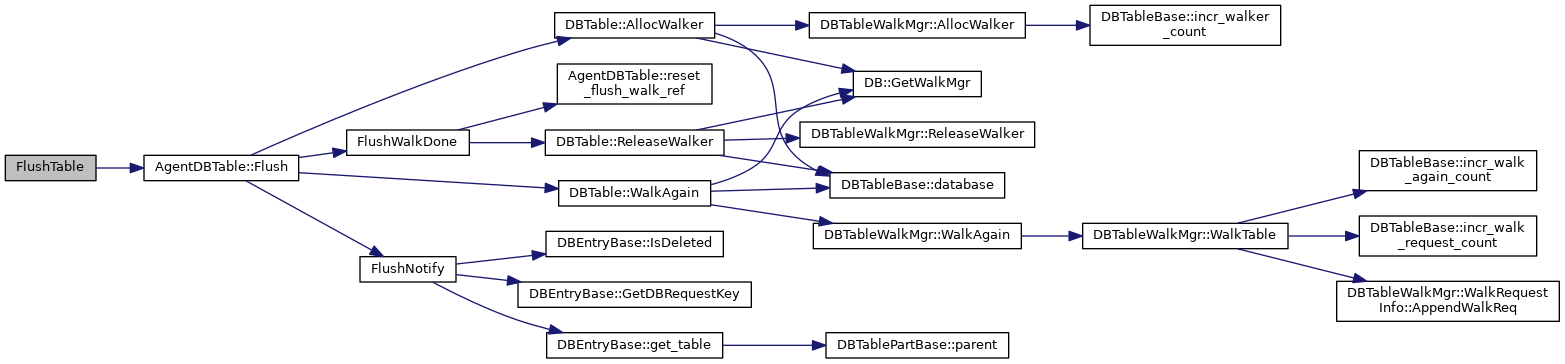 FlushTable
AgentDBTable::Flush
DBTable::AllocWalker
FlushWalkDone
DBTable::WalkAgain
FlushNotify
AgentDBTable::reset
_flush_walk_ref
DBTable::ReleaseWalker
DBEntryBase::IsDeleted
DBEntryBase::GetDBRequestKey
DBEntryBase::get_table
DBTableWalkMgr::AllocWalker
DB::GetWalkMgr
DBTableWalkMgr::ReleaseWalker
DBTableBase::database
DBTableWalkMgr::WalkAgain
DBTablePartBase::parent
DBTableBase::incr_walker
_count
DBTableWalkMgr::WalkTable
DBTableBase::incr_walk
_again_count
DBTableBase::incr_walk
_request_count
DBTableWalkMgr::WalkRequest
Info::AppendWalkReq